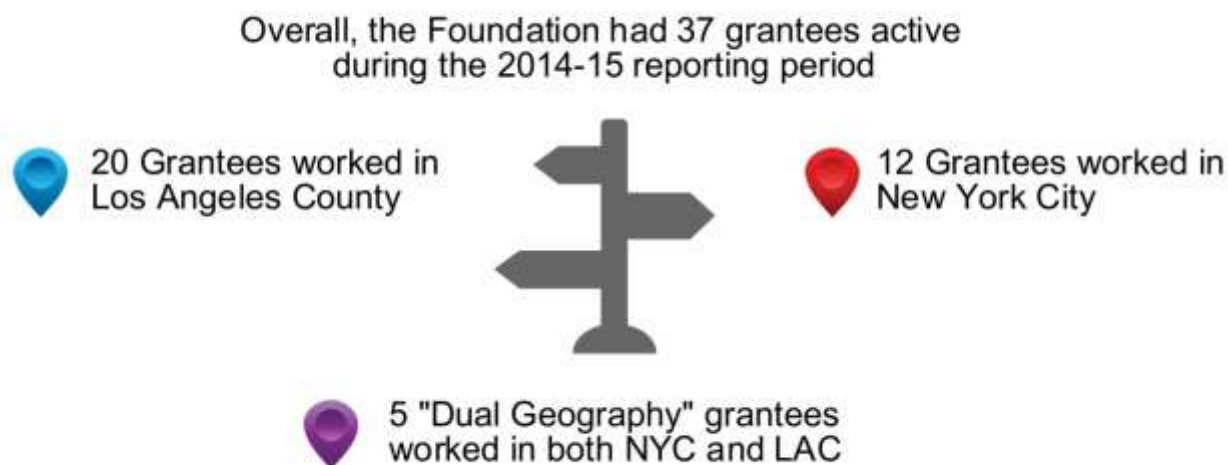 Overall, the Foundation had 37 grantees active
during the 2014-15 reporting period
20 Grantees worked in
Los Angeles County
12 Grantees worked in
New York City
5 "Dual Geography" grantees
worked in both NYC and LAC